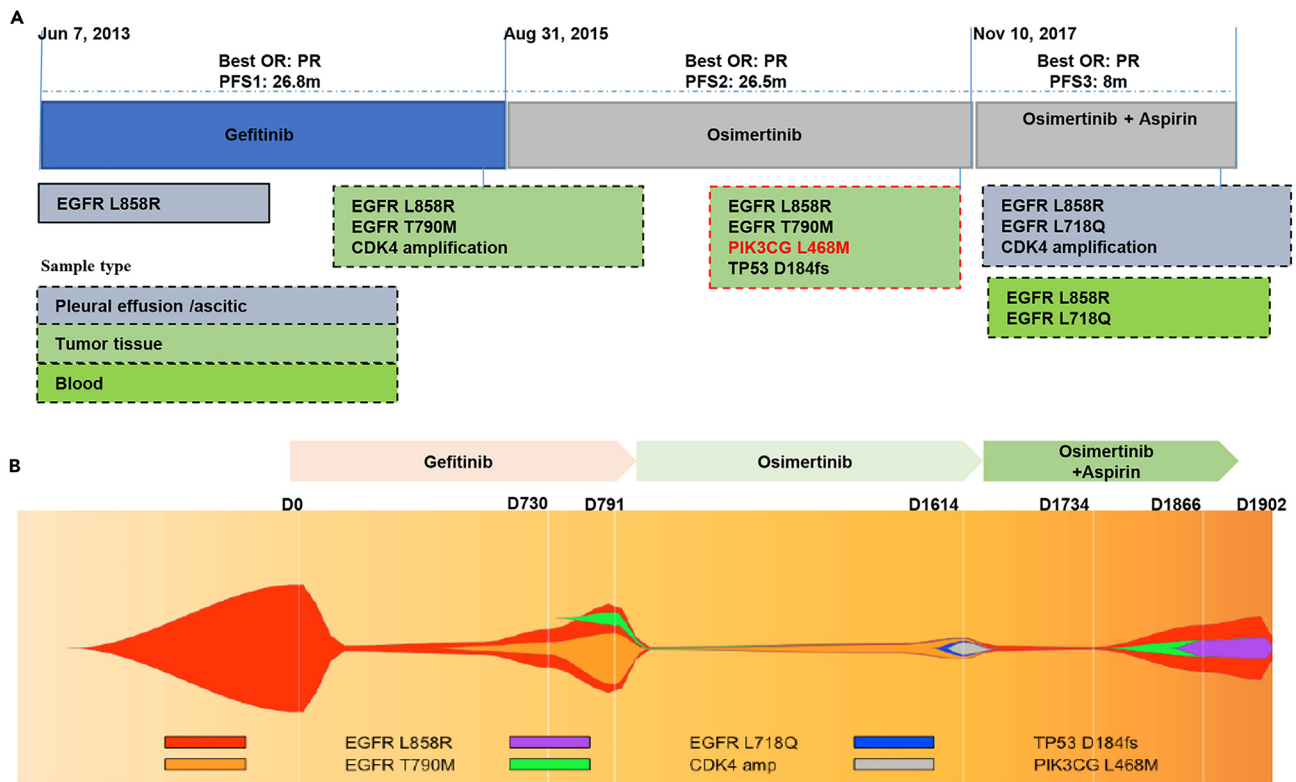 A
Jun 7, 2013
Aug 31, 2015
Nov 10, 2017
Best OR: PR
PFS1: 26.8m
Best OR: PR
PFS2: 26.5m
Best OR: PR
PFS3: 8m
Gefitinib
Osimertinib
Osimertinib + Aspirin
EGFR L858R
EGFR L858R
EGFR T790M
CDK4 amplification
EGFR L858R
EGFR T790M
PIK3CG L468M
TP53 D184fs
EGFR L858R
EGFR L718Q
CDK4 amplification
EGFR L858R
EGFR L718Q
Sample type
Pleural effusion /ascitic
Tumor tissue
Blood
B
Gefitinib
Osimertinib
Osimertinib
+Aspirin
D0
D730
D791
D1614
D1734
D1866
D1902
EGFR L858R
EGFR L718Q
TP53 D184fs
EGFR T790M
CDK4 amp
PIK3CG L468M